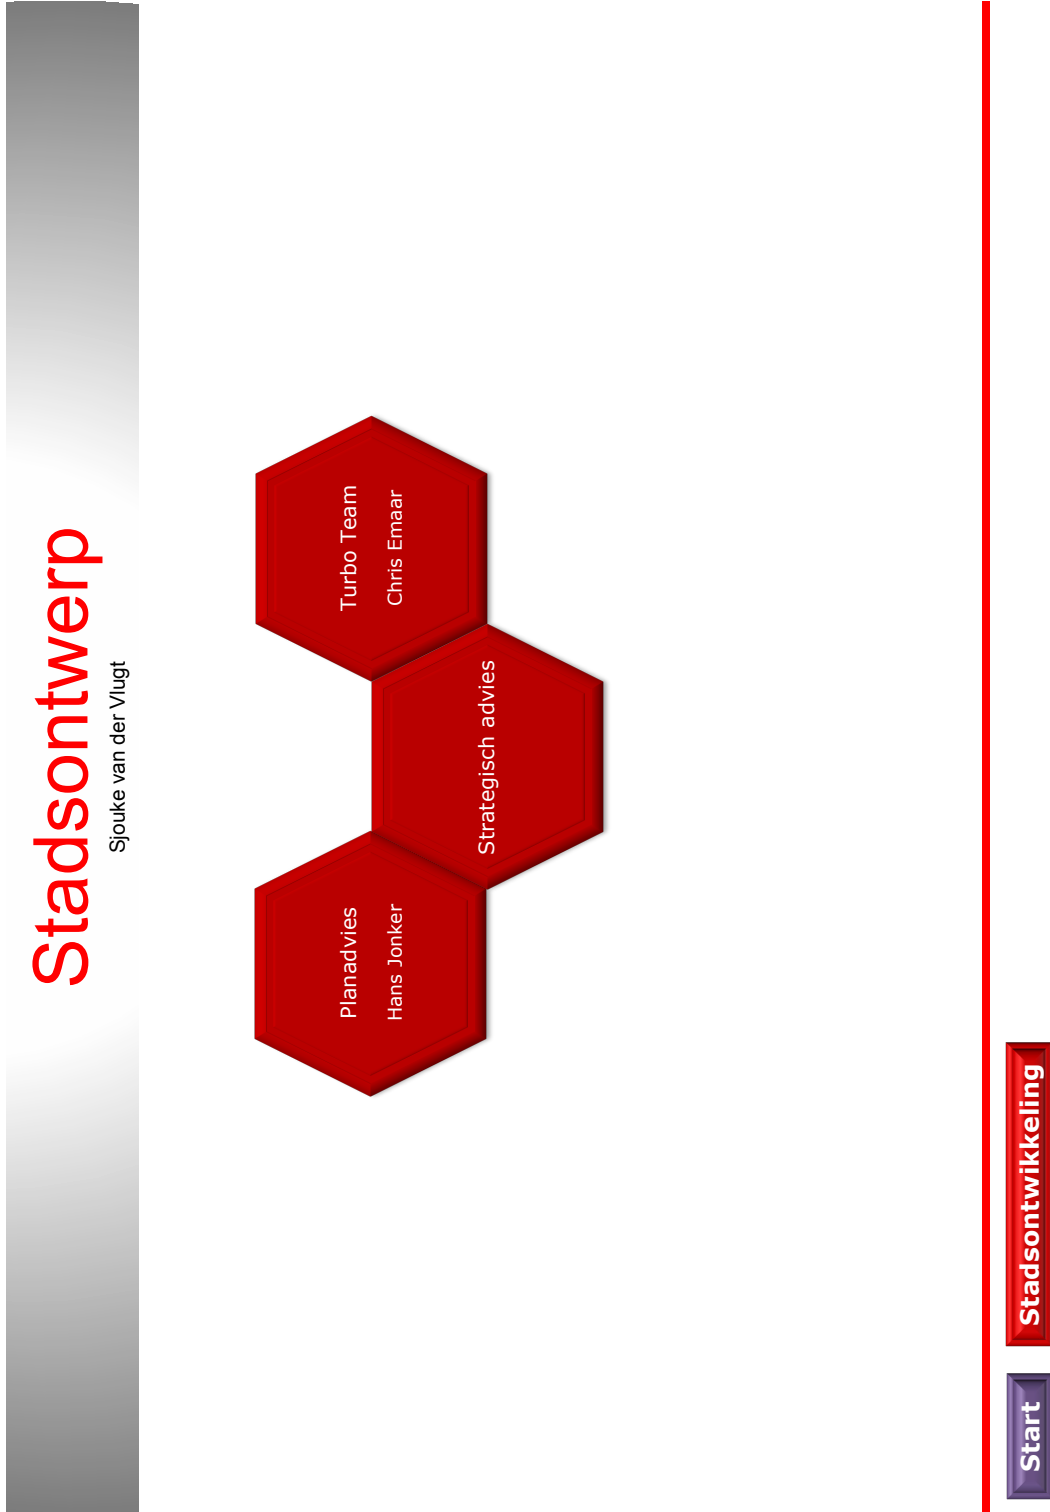 Stadsontwerp
Sjouke van der Vlugt
Planadvies
Hans Jonker
Turbo Team
Chris Emaar
Strategisch advies
Start
Stadsontwikkeling